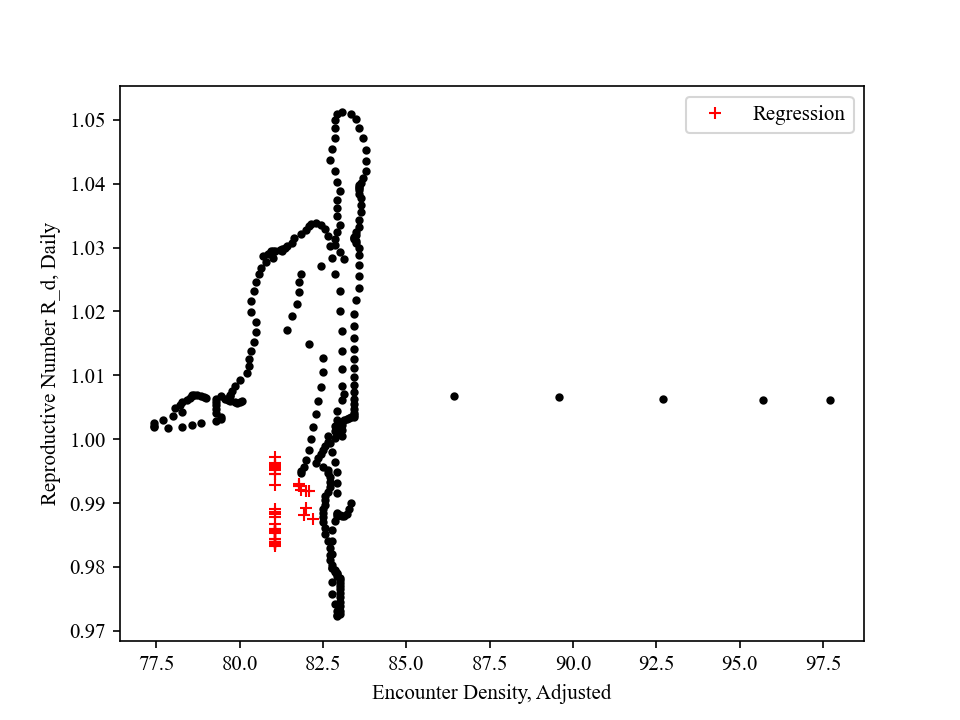 Regression
1.05
1.04
1.03
1.02
1.01
1.00
0.99
0.98
0.97
Reproductive Number R_d, Daily
77.5 80.0 82.5 85.0 87.5 90.0 92.5 95.0 97.5
Encounter Density, Adjusted